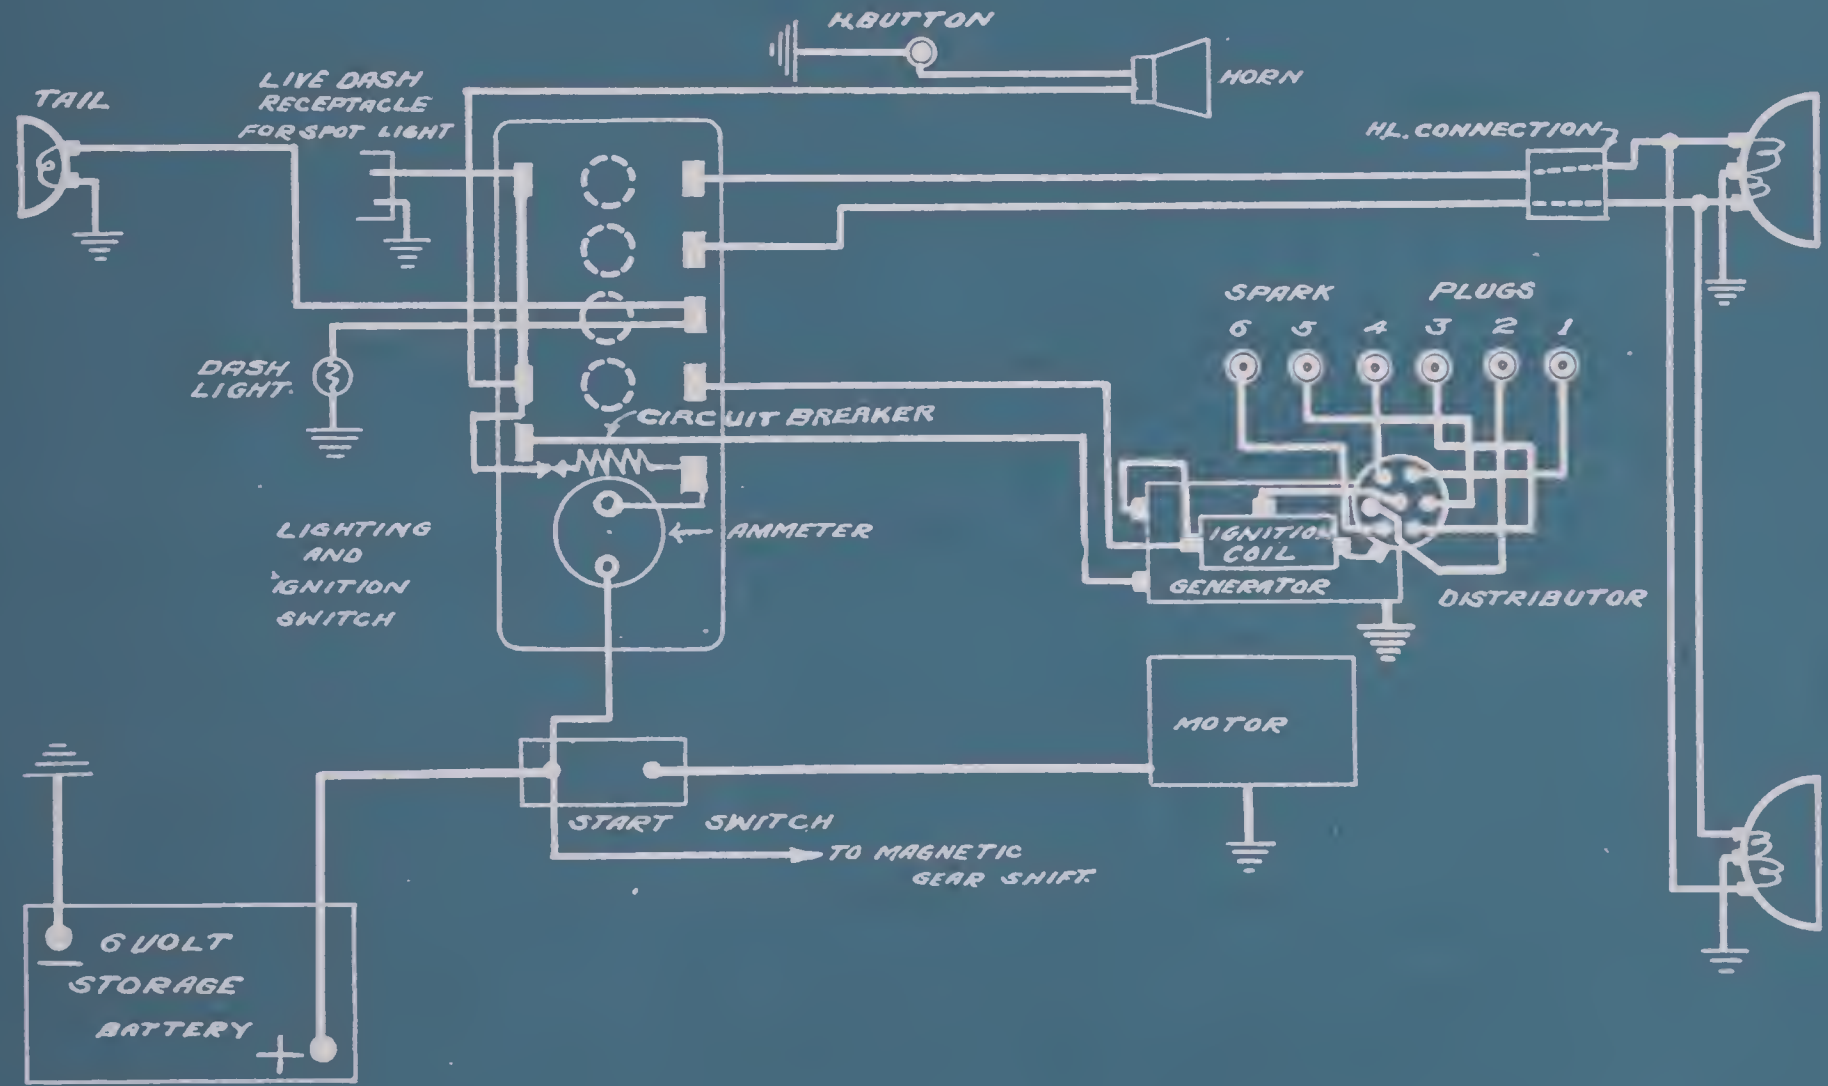 H. BUTTON
HORN
TAIL
LIVE DASH
RECEPTACLE
FOR SPOT LIGHT
HL. CONNECTION
SPARK PLUGS
6 5 4 3 2 1
DASH
LIGHT.
CIRCUIT BREAKER
LIGHTING
AND
IGNITION
SWITCH
AMMETER
IGNITION
COIL
GENERATOR
DISTRIBUTOR
MOTOR
START SWITCH
TO MAGNETIC
GEAR SHIFT.
6 VOLT
STORAGE
BATTERY
− +